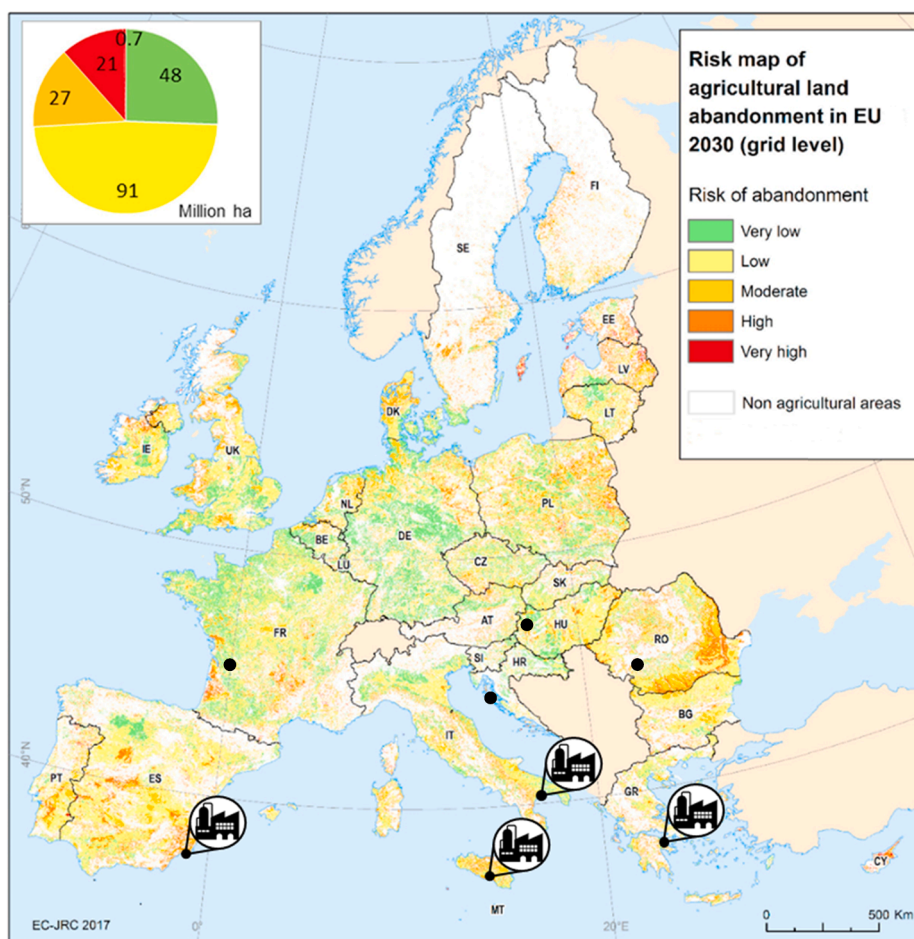 0.7
48
21
27
91
Million ha
Risk map of
agricultural land
abandonment in EU
2030 (grid level)
Risk of abandonment
Very low
Low
Moderate
High
Very high
Non agricultural areas
FI
SE
EE
LV
LT
DK
IE
UK
NL
PL
BE
DE
LU
CZ
SK
FR
AT
HU
RO
SI
HR
IT
BG
PT
ES
GR
CY
MT
50°N
40°N
0°
20°E
EC-JRC 2017
0
500 Km